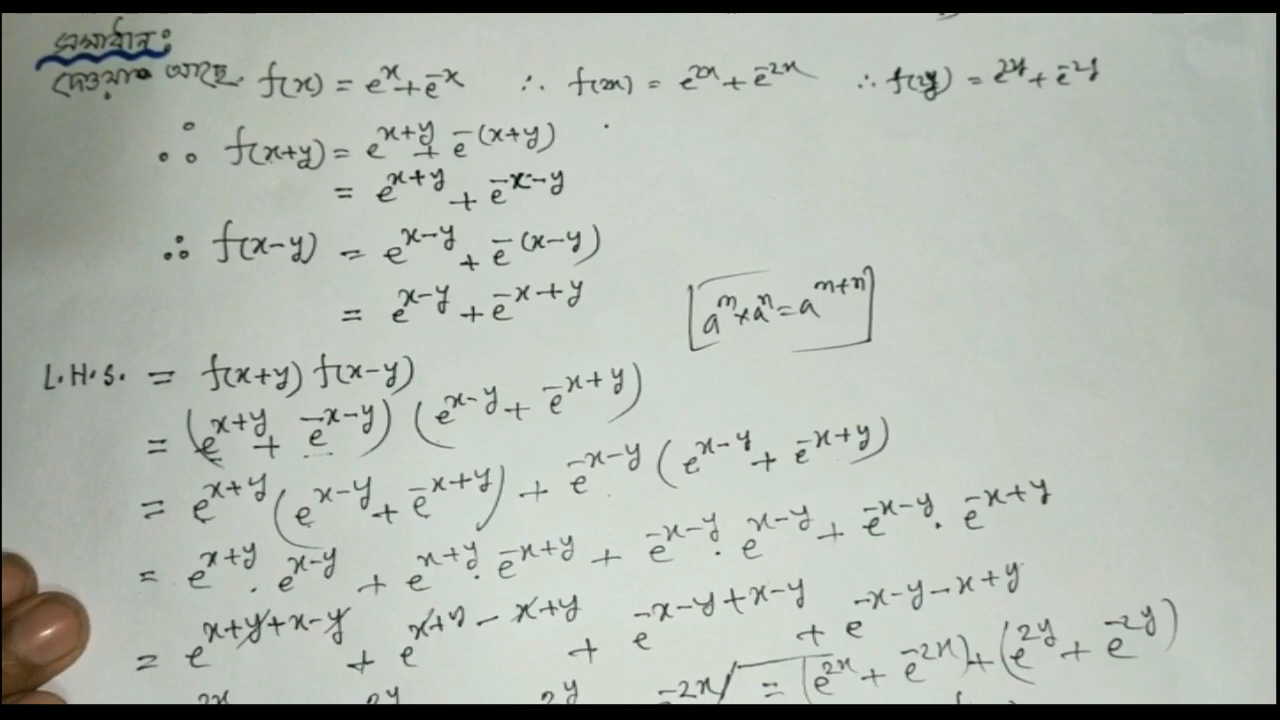 সমাধান:
দেওয়া আছে, f(x) = e^x + e^-x ∴ f(2x) = e^2x + e^-2x ∴ f(2y) = e^2y + e^-2y
∴ f(x+y) = e^x+y + e^-(x+y)
= e^x+y + e^-x-y
∴ f(x-y) = e^x-y + e^-(x-y)
= e^x-y + e^-x+y
[a^m × a^n = a^m+n]
L.H.S. = f(x+y) f(x-y)
= (e^x+y + e^-x-y) (e^x-y + e^-x+y)
= e^x+y (e^x-y + e^-x+y) + e^-x-y (e^x-y + e^-x+y)
= e^x+y . e^x-y + e^x+y . e^-x+y + e^-x-y . e^x-y + e^-x-y . e^-x+y
= e^x+y+x-y + e^x+y-x+y + e^-x-y+x-y + e^-x-y-x+y
= (e^2x + e^-2x) + (e^2y + e^-2y)